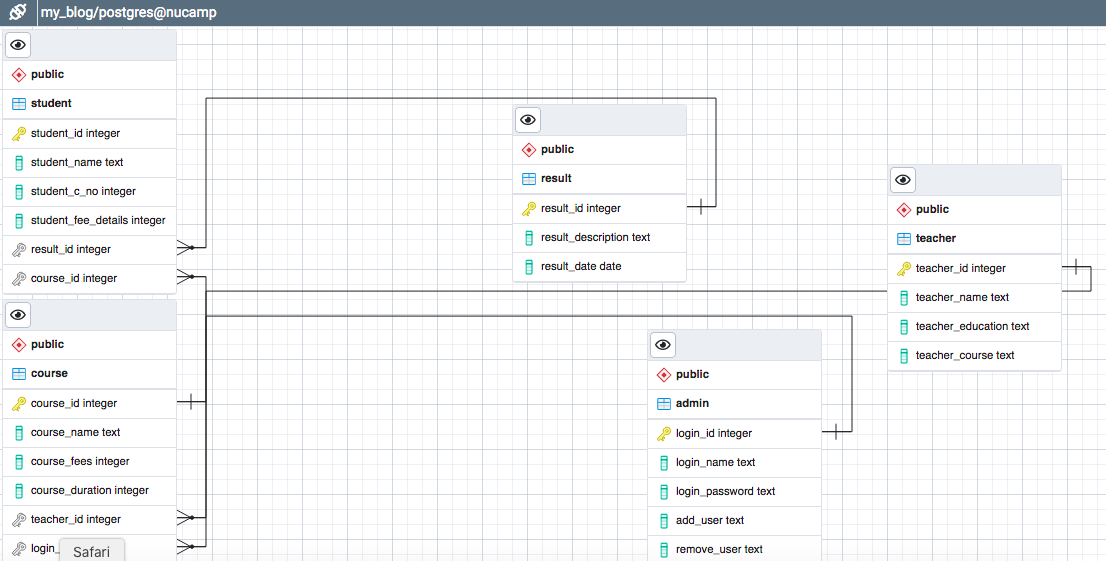 my_blog/postgres@nucamp
public
student
student_id integer
student_name text
student_c_no integer
student_fee_details integer
result_id integer
course_id integer
public
course
course_id integer
course_name text
course_fees integer
course_duration integer
teacher_id integer
login_
Safari
public
result
result_id integer
result_description text
result_date date
public
admin
login_id integer
login_name text
login_password text
add_user text
remove_user text
public
teacher
teacher_id integer
teacher_name text
teacher_education text
teacher_course text